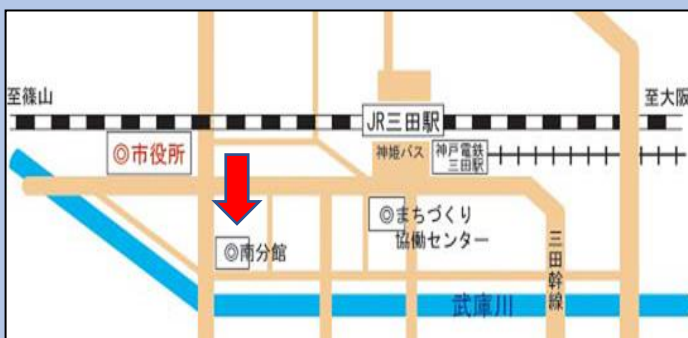 至篠山
至大阪
JR三田駅
◎市役所
神姫バス
神戸電鉄
三田駅
◎まちづくり
協働センター
◎南分館
三田幹線
武庫川